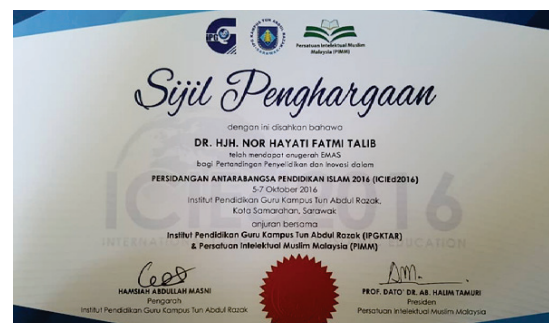 IPG
Persatuan Intelektual Muslim
Malaysia (PIMM)
Sijil Penghargaan
dengan ini disahkan bahawa
DR. HJH. NOR HAYATI FATMI TALIB
telah mendapat anugerah EMAS
bagi Pertandingan Penyelidikan dan Inovasi dalam
PERSIDANGAN ANTARABANGSA PENDIDIKAN ISLAM 2016 (ICIEd2016)
5-7 Oktober 2016
Institut Pendidikan Guru Kampus Tun Abdul Razak,
Kota Samarahan, Sarawak
anjuran bersama
Institut Pendidikan Guru Kampus Tun Abdul Razak (IPGKTAR)
& Persatuan Intelektual Muslim Malaysia (PIMM)
HAMSIAH ABDULLAH MASNI
Pengarah
Institut Pendidikan Guru Kampus Tun Abdul Razak
PROF. DATO' DR. AB. HALIM TAMURI
Presiden
Persatuan Intelektual Muslim Malaysia